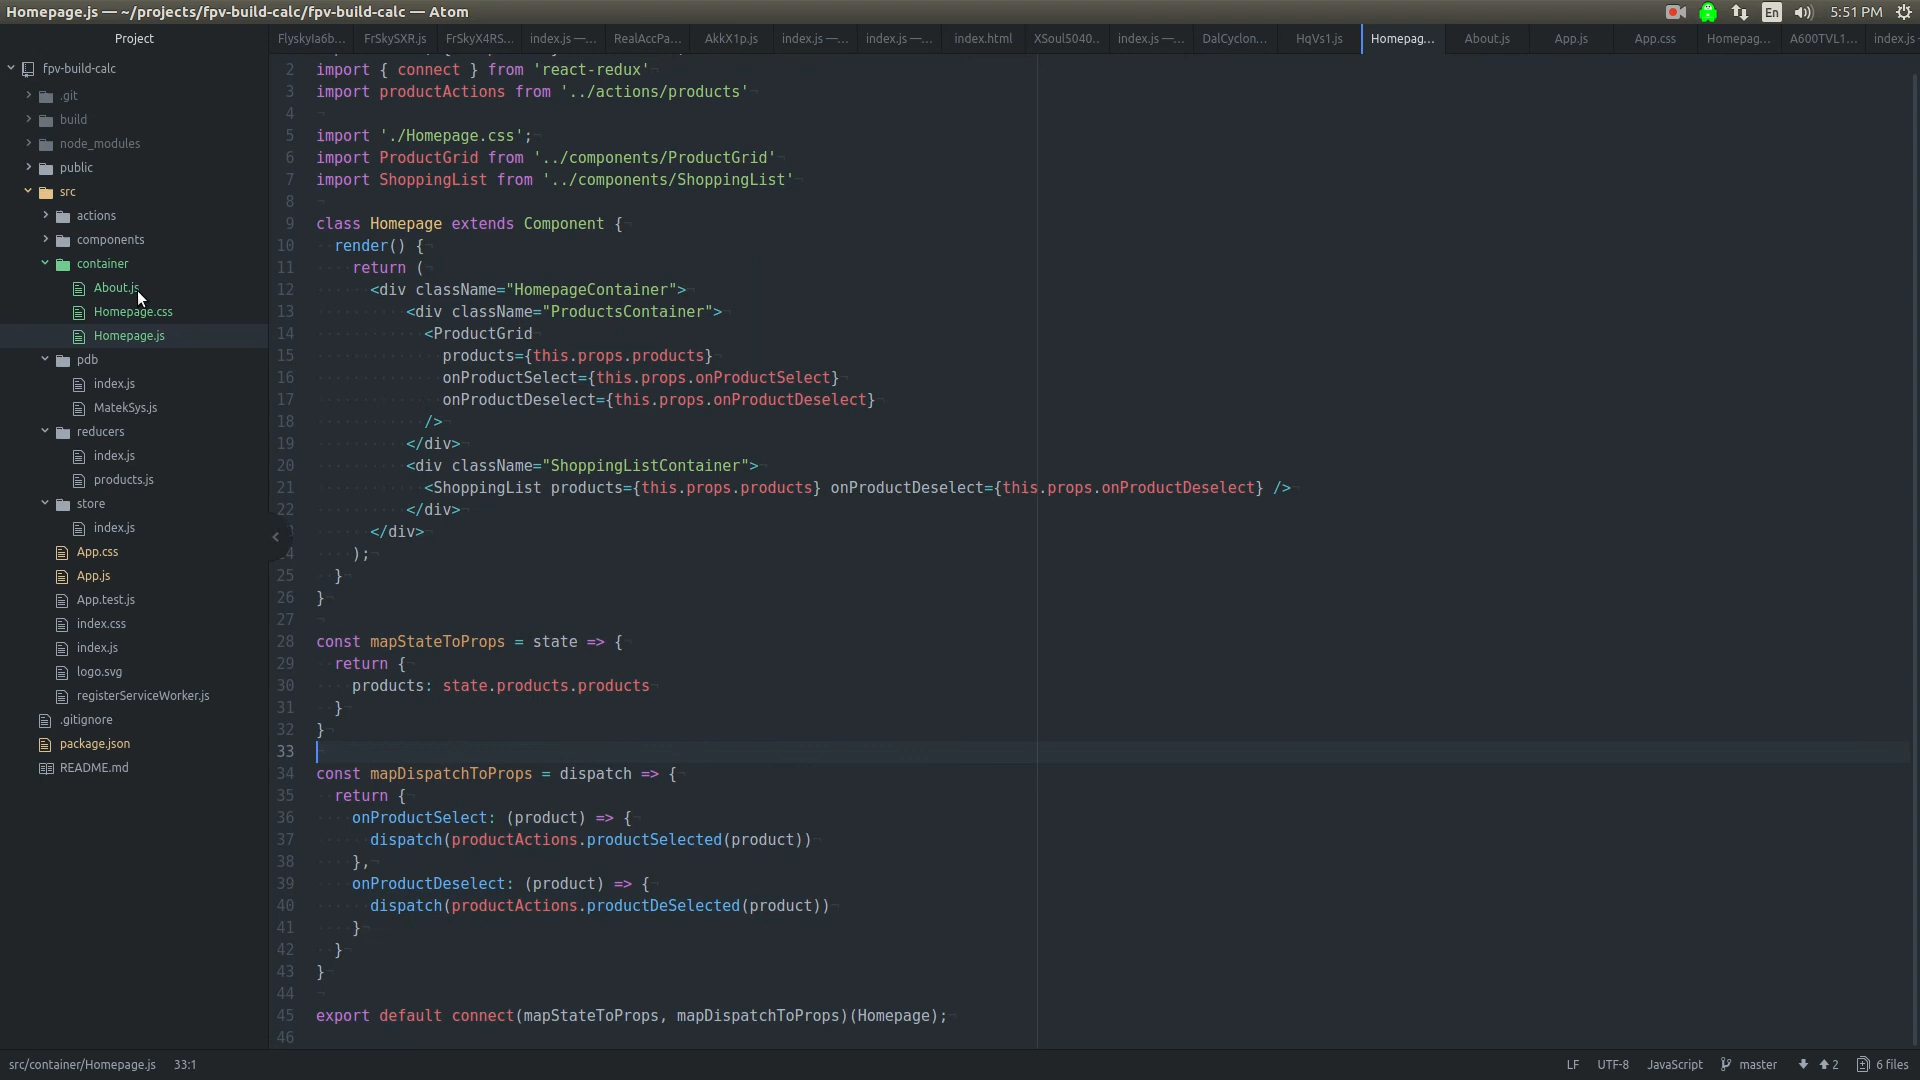 Homepage.js — ~/projects/fpv-build-calc/fpv-build-calc — Atom
En
5:51 PM
Project
FlyskyIa6b...
FrSkySXR.js
FrSkyX4RS...
index.js —...
RealAccPa...
AkkX1p.js
index.js —...
index.js —...
index.html
XSoul5040..
index.js —...
DalCyclon...
HqVs1.js
Homepag...
About.js
App.js
App.css
Homepag...
A600TVL1...
index.js
fpv-build-calc
.git
build
node_modules
public
src
actions
components
container
About.js
Homepage.css
Homepage.js
pdb
index.js
MatekSys.js
reducers
index.js
products.js
store
index.js
App.css
App.js
App.test.js
index.css
index.js
logo.svg
registerServiceWorker.js
.gitignore
package.json
README.md
2 import { connect } from 'react-redux'
3 import productActions from '../actions/products'
4
5 import './Homepage.css';
6 import ProductGrid from '../components/ProductGrid'
7 import ShoppingList from '../components/ShoppingList'
8
9 class Homepage extends Component {
10 render() {
11 return (
12 <div className="HomepageContainer">
13 <div className="ProductsContainer">
14 <ProductGrid
15 products={this.props.products}
16 onProductSelect={this.props.onProductSelect}
17 onProductDeselect={this.props.onProductDeselect}
18 />
19 </div>
20 <div className="ShoppingListContainer">
21 <ShoppingList products={this.props.products} onProductDeselect={this.props.onProductDeselect} />
22 </div>
</div>
4 );
25 }
26 }
27
28 const mapStateToProps = state => {
29 return {
30 products: state.products.products
31 }
32 }
33
34 const mapDispatchToProps = dispatch => {
35 return {
36 onProductSelect: (product) => {
37 dispatch(productActions.productSelected(product))
38 },
39 onProductDeselect: (product) => {
40 dispatch(productActions.productDeSelected(product))
41 }
42 }
43 }
44
45 export default connect(mapStateToProps, mapDispatchToProps)(Homepage);
46
src/container/Homepage.js 33:1
LF UTF-8 JavaScript master 2 6 files